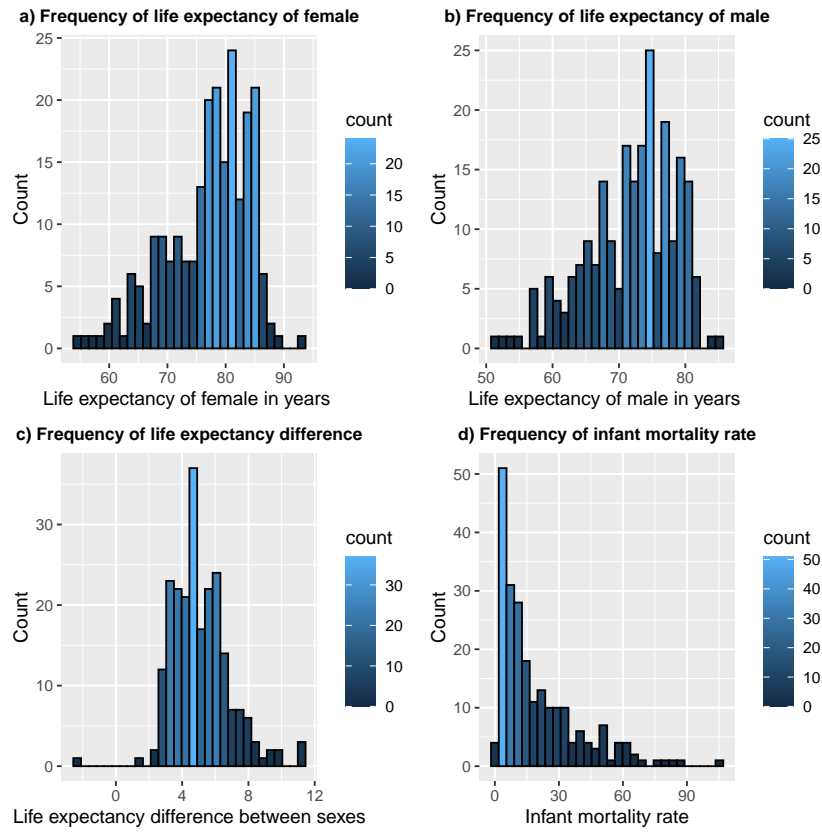 a) Frequency of life expectancy of female
25
20
15
10
5
0
Count
60 70 80 90
Life expectancy of female in years
count
20
15
10
5
0
b) Frequency of life expectancy of male
25
20
15
10
5
0
Count
50 60 70 80
Life expectancy of male in years
count
25
20
15
10
5
0
c) Frequency of life expectancy difference
30
20
10
0
Count
0 4 8 12
Life expectancy difference between sexes
count
30
20
10
0
d) Frequency of infant mortality rate
50
40
30
20
10
0
Count
0 30 60 90
Infant mortality rate
count
50
40
30
20
10
0